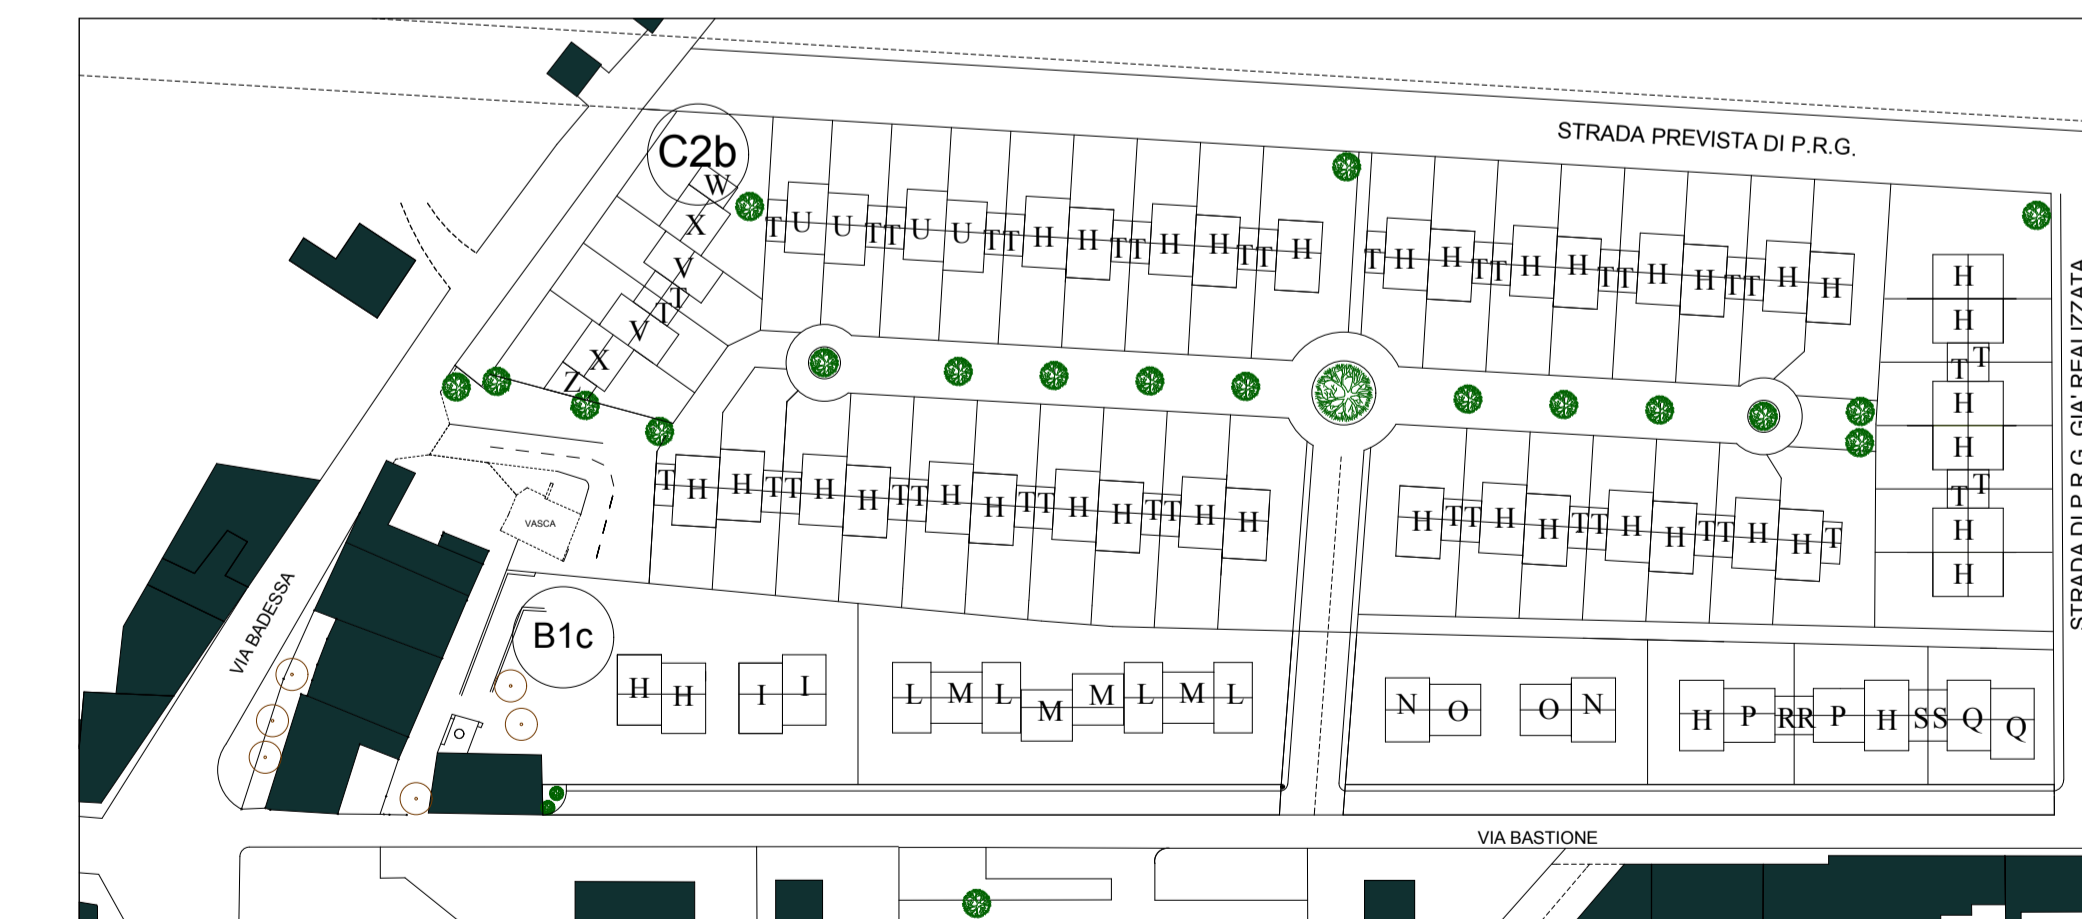 STRADA PREVISTA DI P.R.G.
C2b
W
X
V
T
T
V
X
Z
T U U T T U U T T H H T T H H T T H
T H H T T H H T T H H T T H H
H
H
T T
H
H
T T
H
H
STRADA DI P.R.G. GIA' REALIZZATA
T H H T T H H T T H H T T H H T T H H
H T T H H T T H H T T H H T
VASCA
VIA BADESSA
B1c
H H I I L M L M M L M L
N O O N H P R R P H S S Q Q
VIA BASTIONE